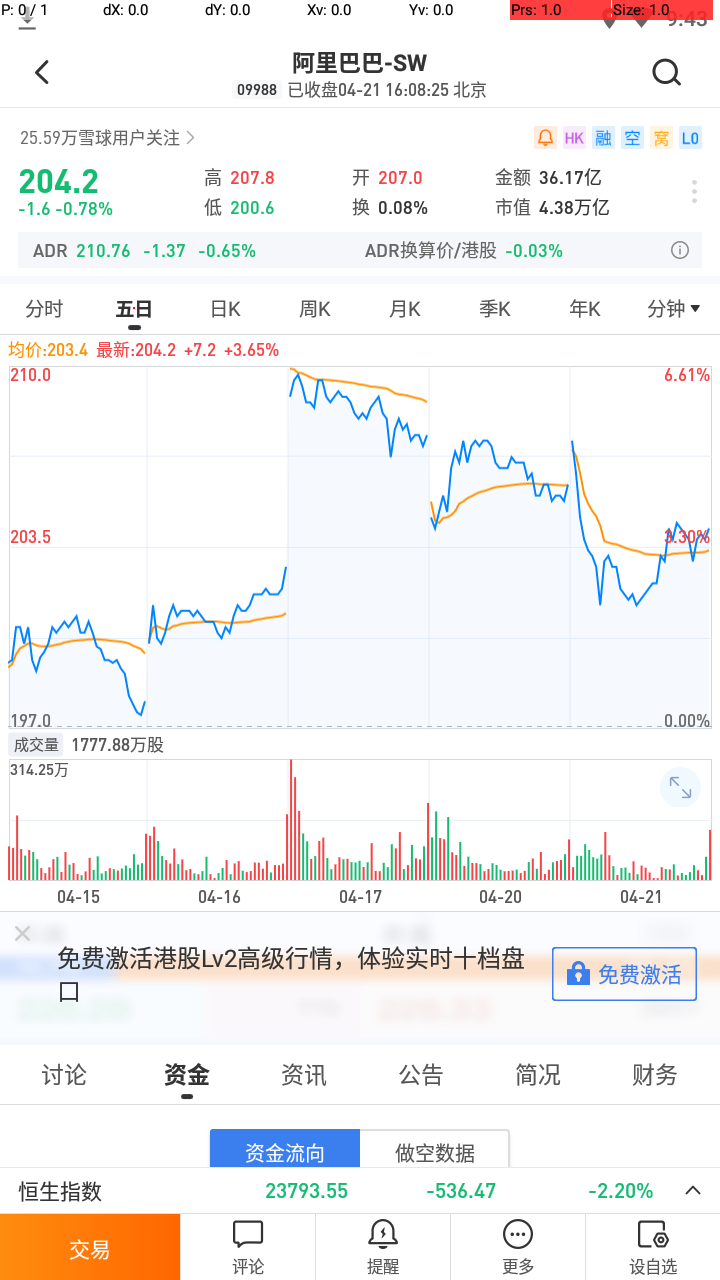 P: 0 / 1 dX: 0.0 dY: 0.0 Xv: 0.0 Yv: 0.0 Prs: 1.0 Size: 1.0
9:43
阿里巴巴-SW
09988 已收盘04-21 16:08:25 北京
25.59万雪球用户关注 HK 融 空 窝 L0
204.2 高 207.8 开 207.0 金额 36.17亿
-1.6 -0.78% 低 200.6 换 0.08% 市值 4.38万亿
ADR 210.76 -1.37 -0.65% ADR换算价/港股 -0.03%
分时 五日 日K 周K 月K 季K 年K 分钟
均价:203.4 最新:204.2 +7.2 +3.65%
210.0 6.61%
203.5 3.30%
197.0 0.00%
成交量 1777.88万股
314.25万
04-15 04-16 04-17 04-20 04-21
免费激活港股Lv2高级行情，体验实时十档盘
口
免费激活
讨论 资金 资讯 公告 简况 财务
资金流向 做空数据
恒生指数 23793.55 -536.47 -2.20%
交易 评论 提醒 更多 设自选